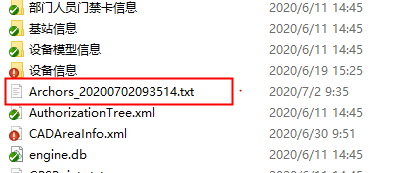 部门人员门禁卡信息 2020/6/11 14:45
基站信息 2020/6/11 14:45
设备模型信息 2020/6/11 14:45
设备信息 2020/6/19 15:25
Archors_20200702093514.txt 2020/7/2 9:35
AuthorizationTree.xml 2020/6/11 14:45
CADAreaInfo.xml 2020/6/30 9:51
engine.db 2020/6/11 14:45